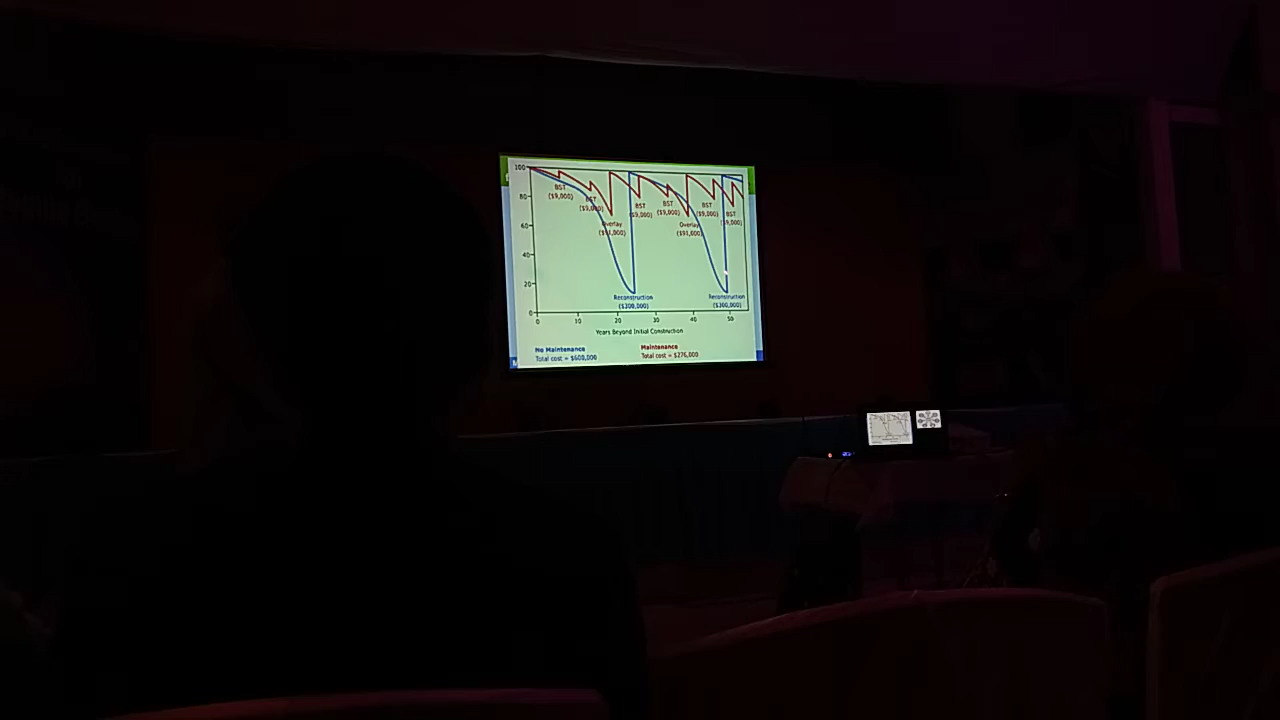 100
80
60
40
20
0
BST
($9,000)
BST
($9,000)
Overlay
($91,000)
BST
($9,000)
BST
($9,000)
Overlay
($91,000)
BST
($9,000)
BST
($9,000)
Reconstruction
($300,000)
Reconstruction
($300,000)
0 10 20 30 40 50
Years Beyond Initial Construction
No Maintenance
Total cost = $600,000
Maintenance
Total cost = $276,000